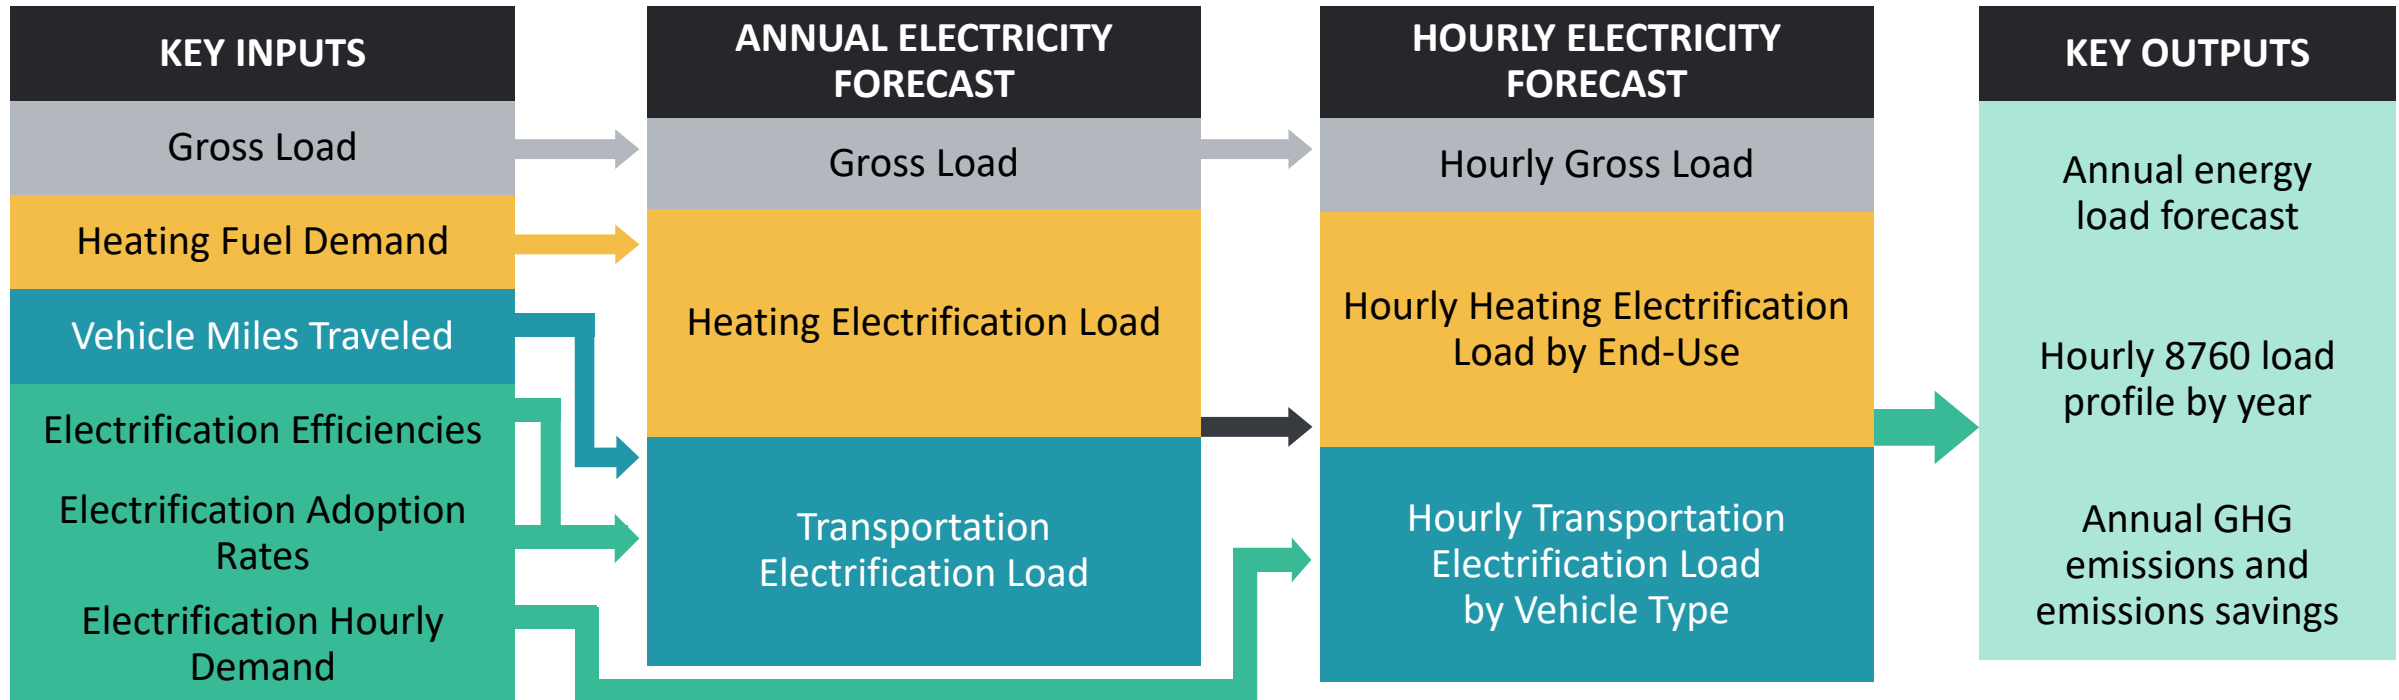 KEY INPUTS
Gross Load
Heating Fuel Demand
Vehicle Miles Traveled
Electrification Efficiencies
Electrification Adoption
Rates
Electrification Hourly
Demand
ANNUAL ELECTRICITY
FORECAST
Gross Load
Heating Electrification Load
Transportation
Electrification Load
HOURLY ELECTRICITY
FORECAST
Hourly Gross Load
Hourly Heating Electrification
Load by End-Use
Hourly Transportation
Electrification Load
by Vehicle Type
KEY OUTPUTS
Annual energy
load forecast
Hourly 8760 load
profile by year
Annual GHG
emissions and
emissions savings